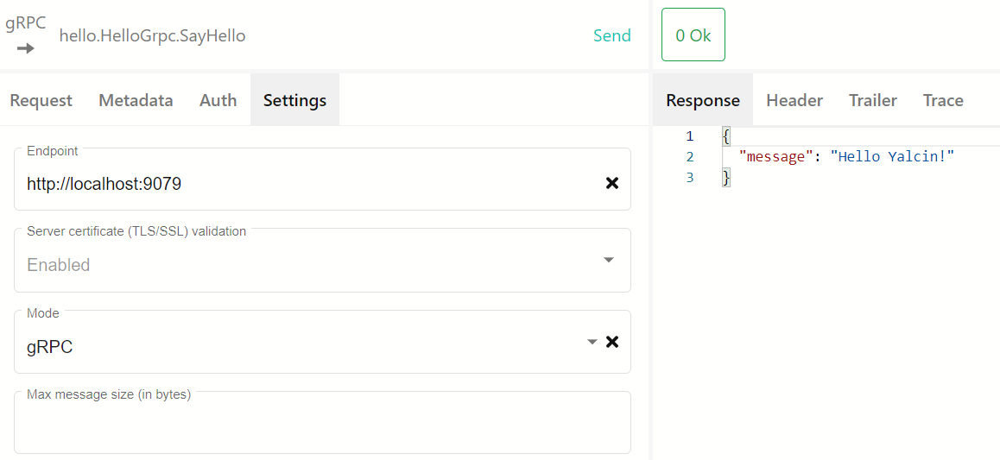 gRPC
hello.HelloGrpc.SayHello
Send
Request Metadata Auth Settings
Endpoint
http://localhost:9079
Server certificate (TLS/SSL) validation
Enabled
Mode
gRPC
Max message size (in bytes)
0 Ok
Response Header Trailer Trace
1 {
2 "message": "Hello Yalcin!"
3 }